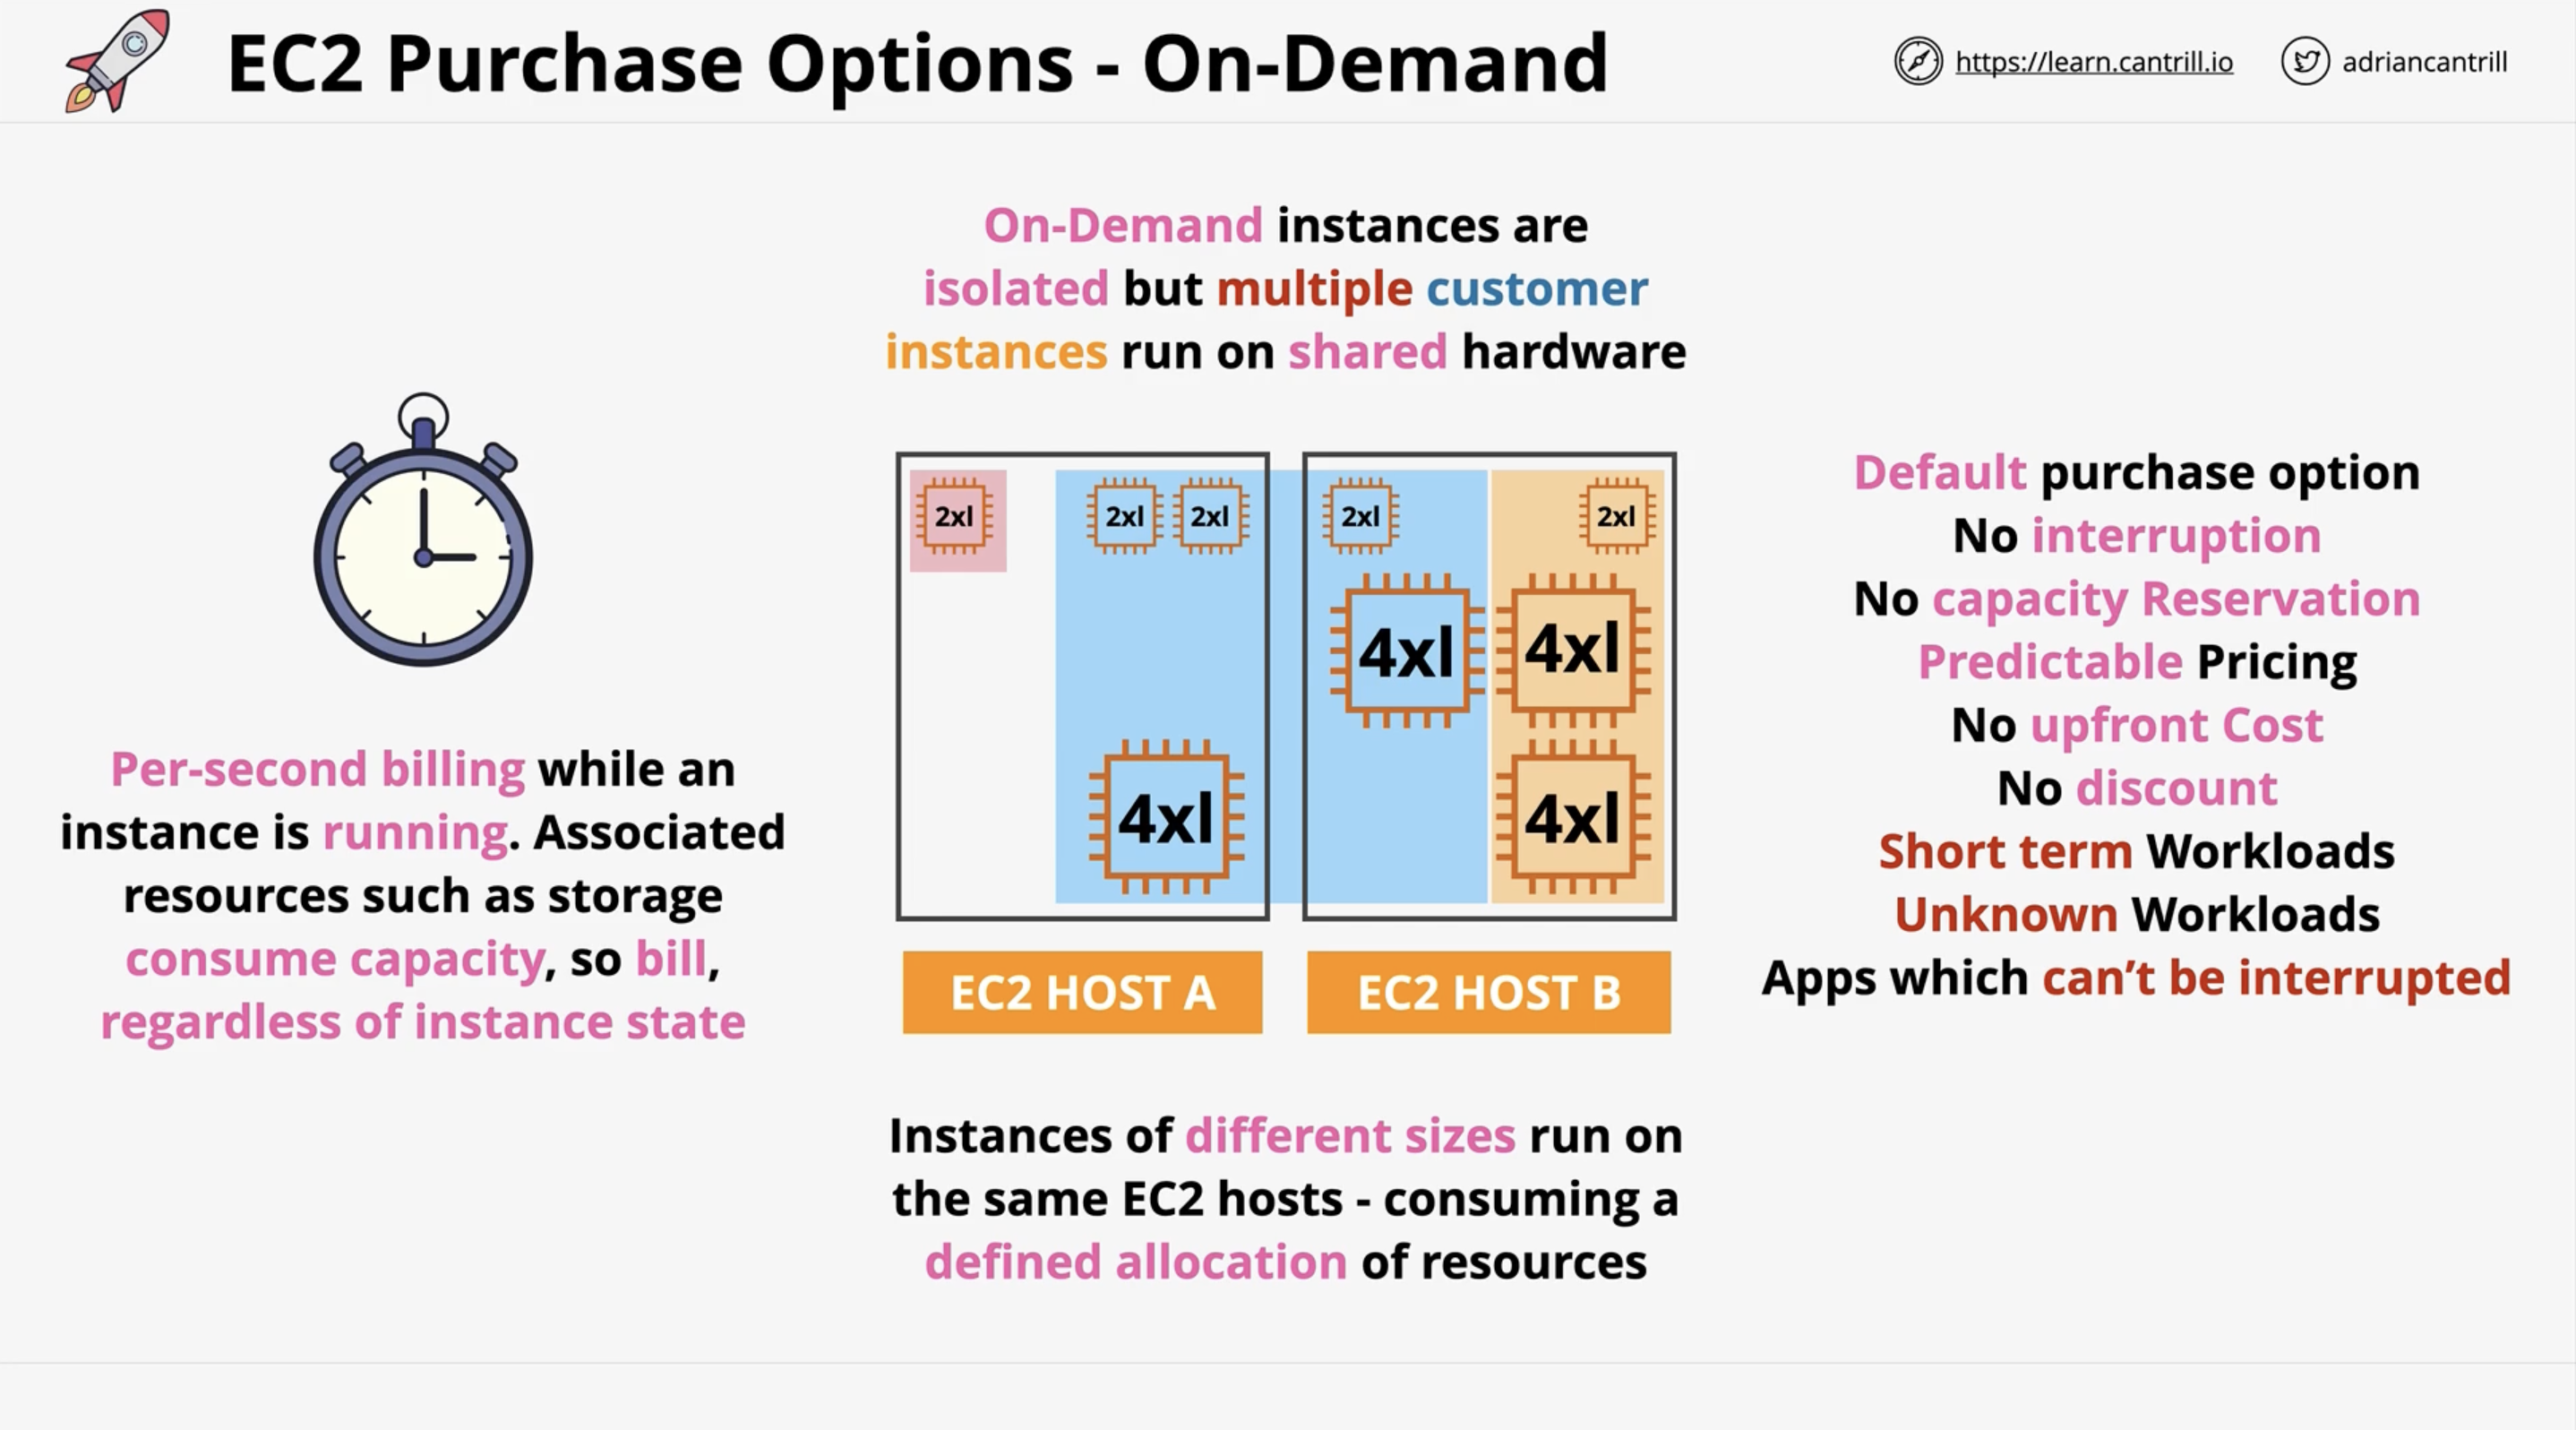 EC2 Purchase Options - On-Demand
https://learn.cantrill.io
adriancantrill
On-Demand instances are
isolated but multiple customer
instances run on shared hardware
Per-second billing while an
instance is running. Associated
resources such as storage
consume capacity, so bill,
regardless of instance state
2xl
2xl
2xl
2xl
2xl
4xl
4xl
4xl
4xl
EC2 HOST A
EC2 HOST B
Instances of different sizes run on
the same EC2 hosts - consuming a
defined allocation of resources
Default purchase option
No interruption
No capacity Reservation
Predictable Pricing
No upfront Cost
No discount
Short term Workloads
Unknown Workloads
Apps which can’t be interrupted